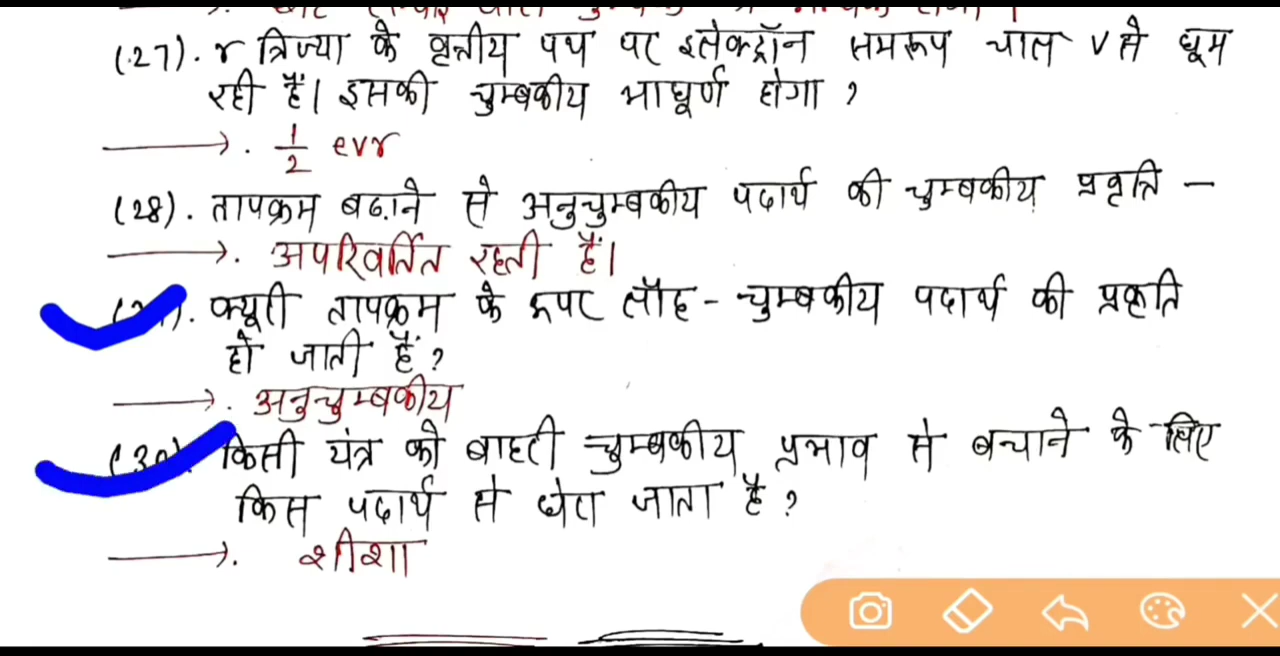 (27). r त्रिज्या के वृत्तीय पथ पर इलेक्ट्रॉन समरूप चाल v से घूम
रही हैं। इसकी चुम्बकीय आघूर्ण होगा ?
→. 1/2 evr
(28). तापक्रम बढ़ाने से अनुचुम्बकीय पदार्थ की चुम्बकीय प्रवृत्ति –
→. अपरिवर्तित रहती हैं।
क्यूरी तापक्रम के ऊपर लौह - चुम्बकीय पदार्थ की प्रकृति
हो जाती हैं ?
→. अनुचुम्बकीय
(30). किसी यंत्र को बाहरी चुम्बकीय प्रभाव से बचाने के लिए
किस पदार्थ से घेरा जाता है ?
→. शीशा